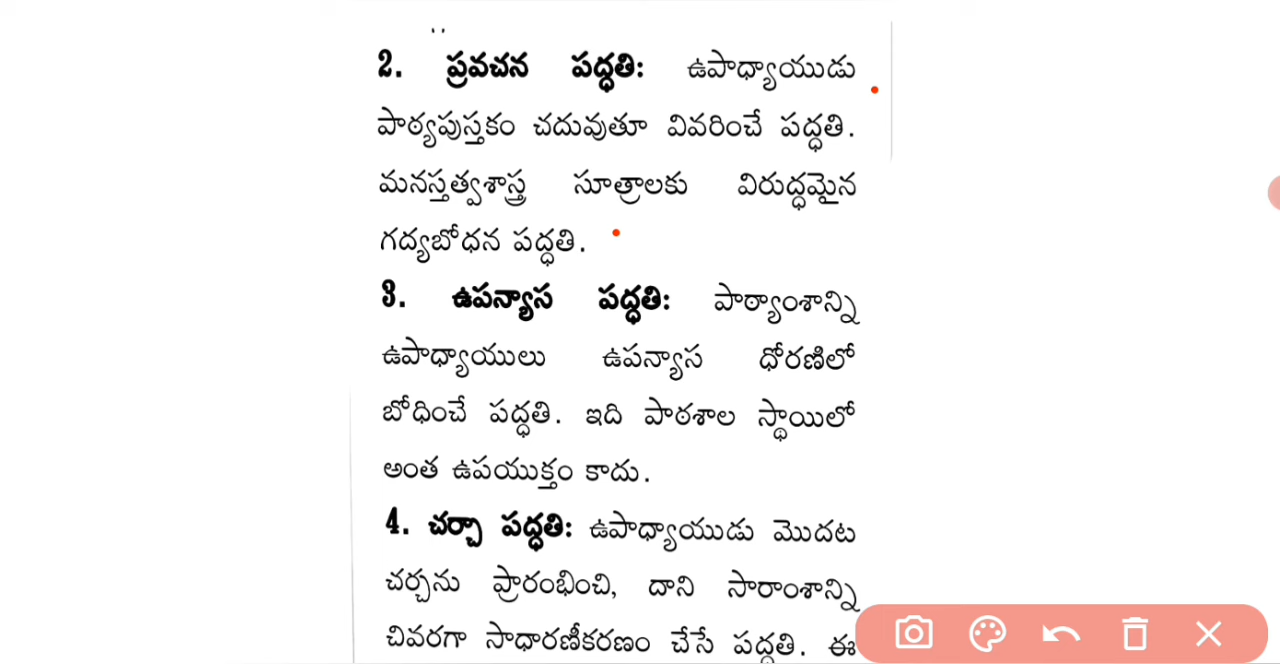 2. ప్రవచన పద్ధతి: ఉపాధ్యాయుడు
పాఠ్యపుస్తకం చదువుతూ వివరించే పద్ధతి.
మనస్తత్వశాస్త్ర సూత్రాలకు విరుద్ధమైన
గద్యబోధన పద్ధతి.
3. ఉపన్యాస పద్ధతి: పాఠ్యాంశాన్ని
ఉపాధ్యాయులు ఉపన్యాస ధోరణిలో
బోధించే పద్ధతి. ఇది పాఠశాల స్థాయిలో
అంత ఉపయుక్తం కాదు.
4. చర్చా పద్ధతి: ఉపాధ్యాయుడు మొదట
చర్చను ప్రారంభించి, దాని సారాంశాన్ని
చివరగా సాధారణీకరణం చేసే పద్ధతి. ఈ